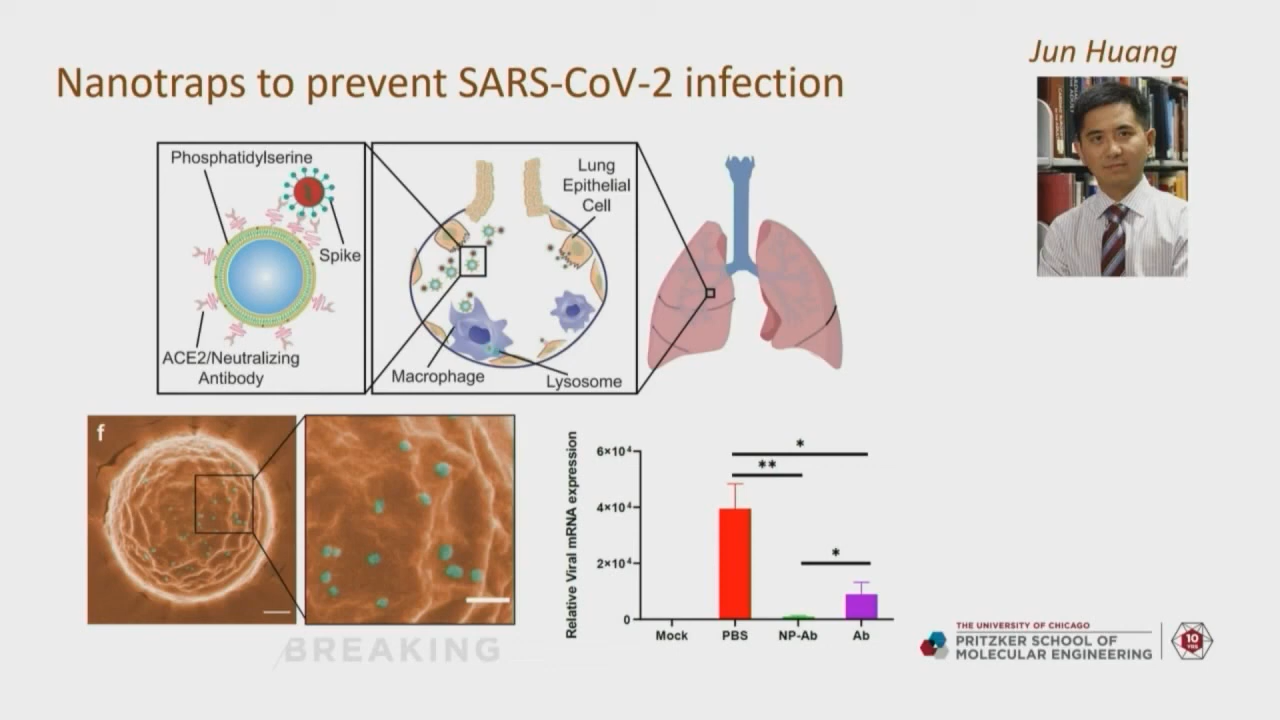 Jun Huang
Nanotraps to prevent SARS-CoV-2 infection
Phosphatidylserine
Spike
ACE2/Neutralizing
Antibody
Lung
Epithelial
Cell
Macrophage
Lysosome
f
Relative Viral mRNA expression
6×10⁴
4×10⁴
2×10⁴
0
*
**
*
Mock
PBS
NP-Ab
Ab
BREAKING
THE UNIVERSITY OF CHICAGO
PRITZKER SCHOOL OF
MOLECULAR ENGINEERING
10
YRS